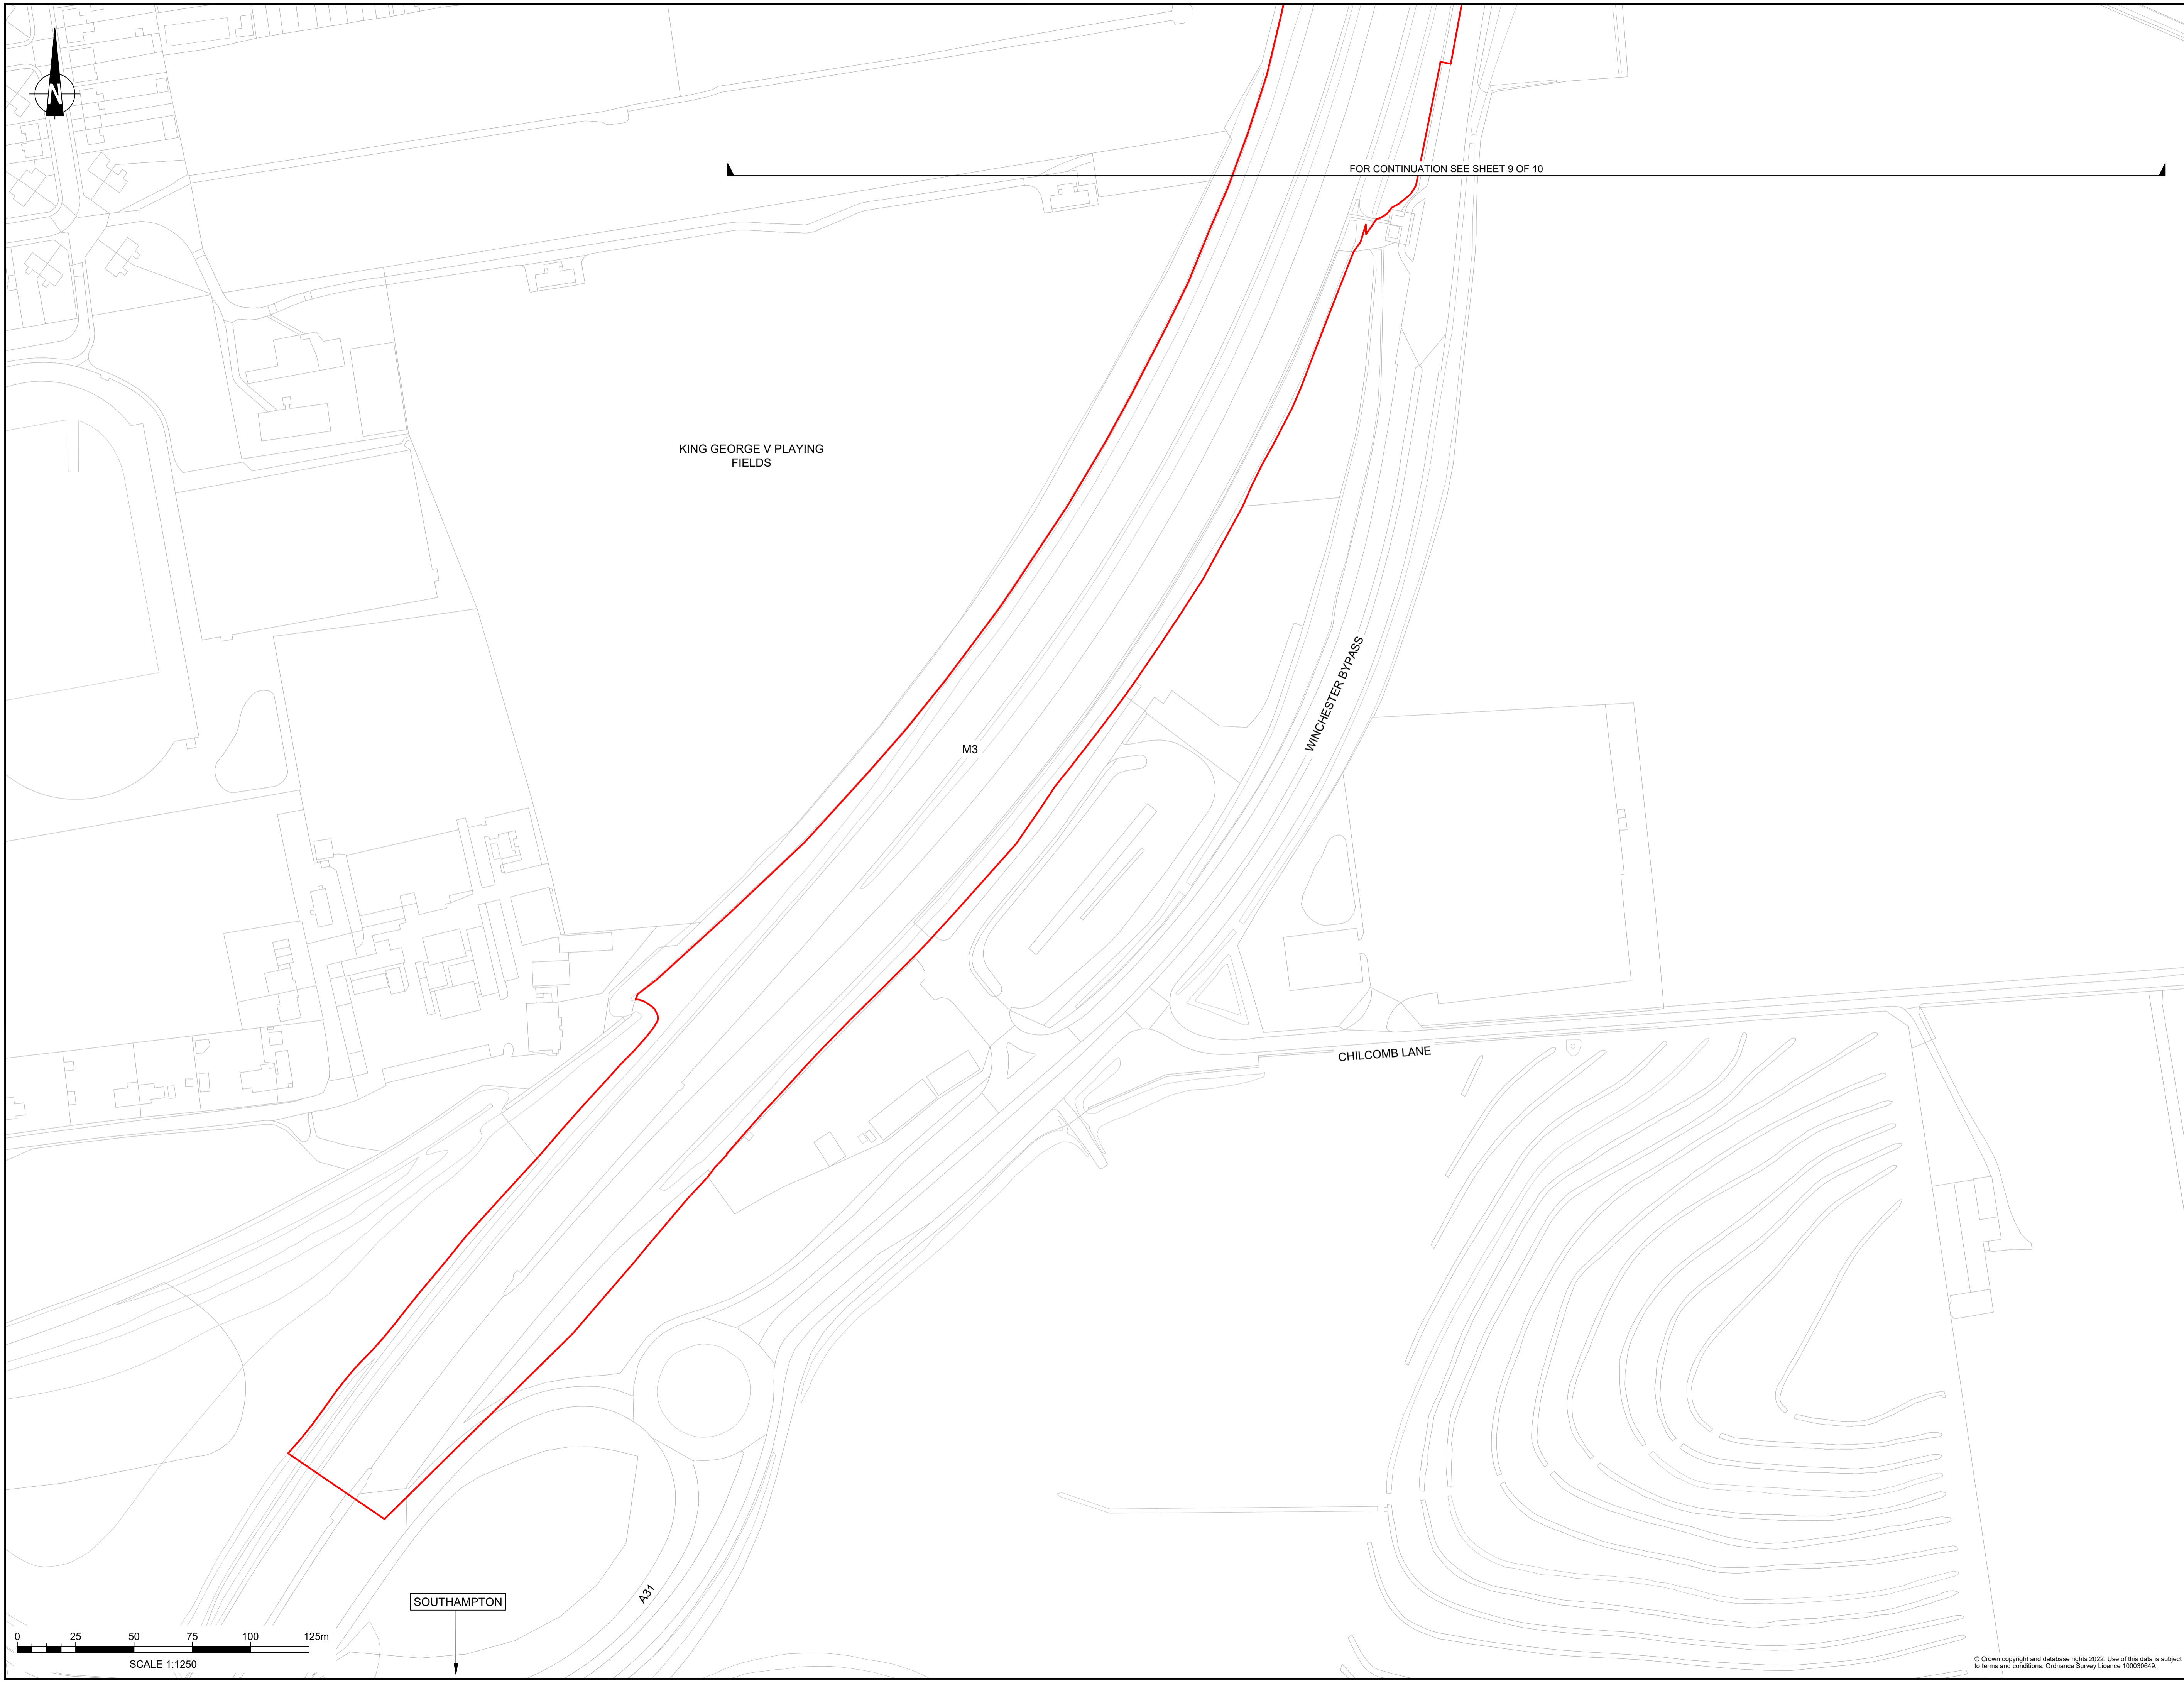 N
FOR CONTINUATION SEE SHEET 9 OF 10
KING GEORGE V PLAYING
FIELDS
WINCHESTER BYPASS
M3
CHILCOMB LANE
A31
SOUTHAMPTON
0 25 50 75 100 125m
SCALE 1:1250
© Crown copyright and database rights 2022. Use of this data is subject
to terms and conditions. Ordnance Survey Licence 100030649.